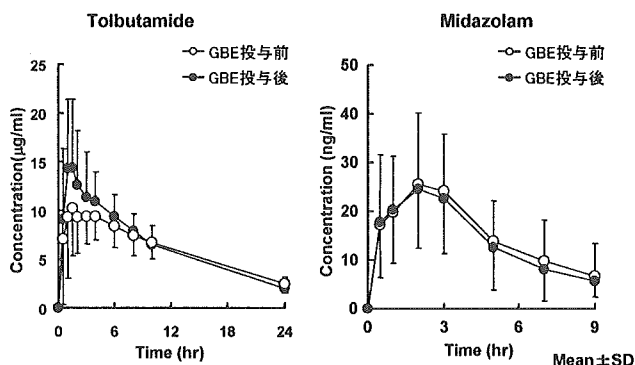 Tolbutamide
GBE投与前
GBE投与後
Concentration(μg/ml)
25
20
15
10
5
0
0 6 12 18 24
Time (hr)
Midazolam
GBE投与前
GBE投与後
Concentration (ng/ml)
50
40
30
20
10
0
0 3 6 9
Time (hr)
Mean±SD